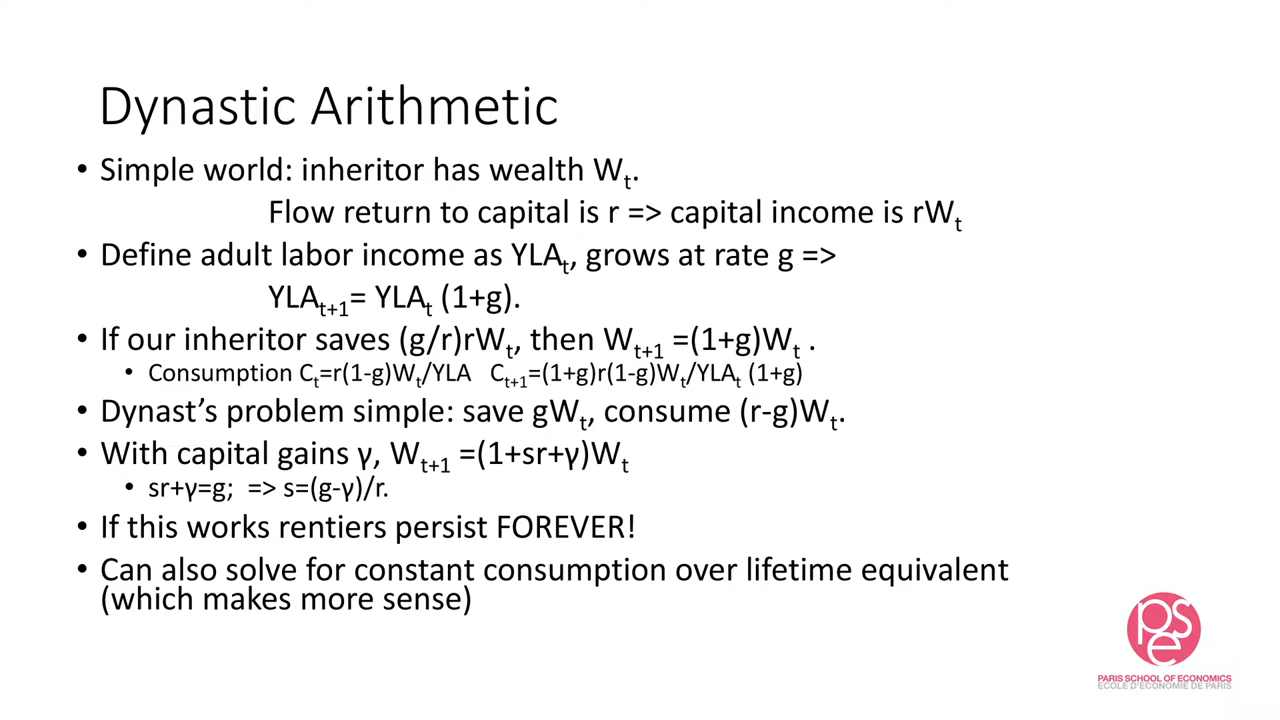 Dynastic Arithmetic
• Simple world: inheritor has wealth Wt.
Flow return to capital is r => capital income is rWt
• Define adult labor income as YLAt, grows at rate g =>
YLAt+1= YLAt (1+g).
• If our inheritor saves (g/r)rWt, then Wt+1 =(1+g)Wt .
• Consumption Ct=r(1-g)Wt/YLA Ct+1=(1+g)r(1-g)Wt/YLAt (1+g)
• Dynast's problem simple: save gWt, consume (r-g)Wt.
• With capital gains γ, Wt+1 =(1+sr+γ)Wt
• sr+γ=g; => s=(g-γ)/r.
• If this works rentiers persist FOREVER!
• Can also solve for constant consumption over lifetime equivalent
(which makes more sense)
pse
PARIS SCHOOL OF ECONOMICS
ECOLE D'ECONOMIE DE PARIS